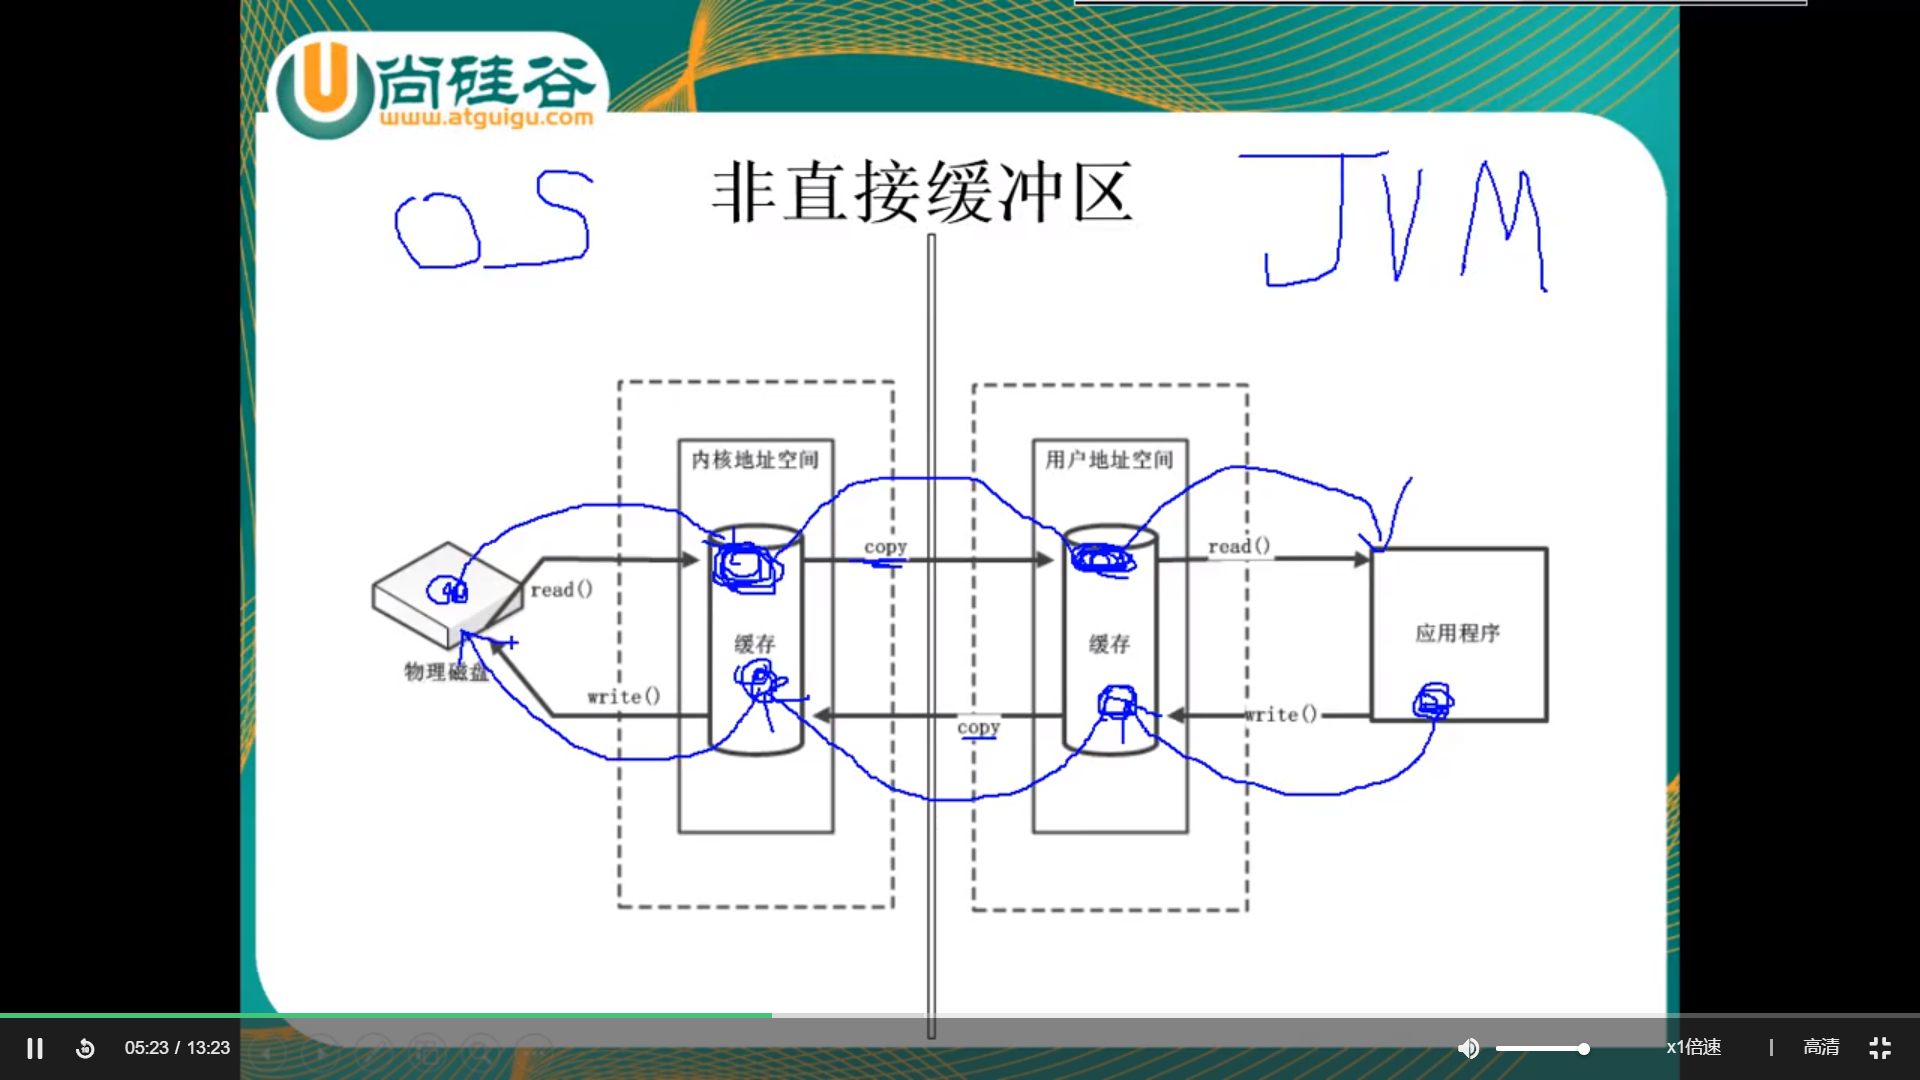 尚硅谷
www.atguigu.com
OS
非直接缓冲区
JVM
内核地址空间
用户地址空间
copy
read()
read()
应用程序
缓存
缓存
物理磁盘
write()
copy
write()
05:23 / 13:23
x1倍速
|
高清